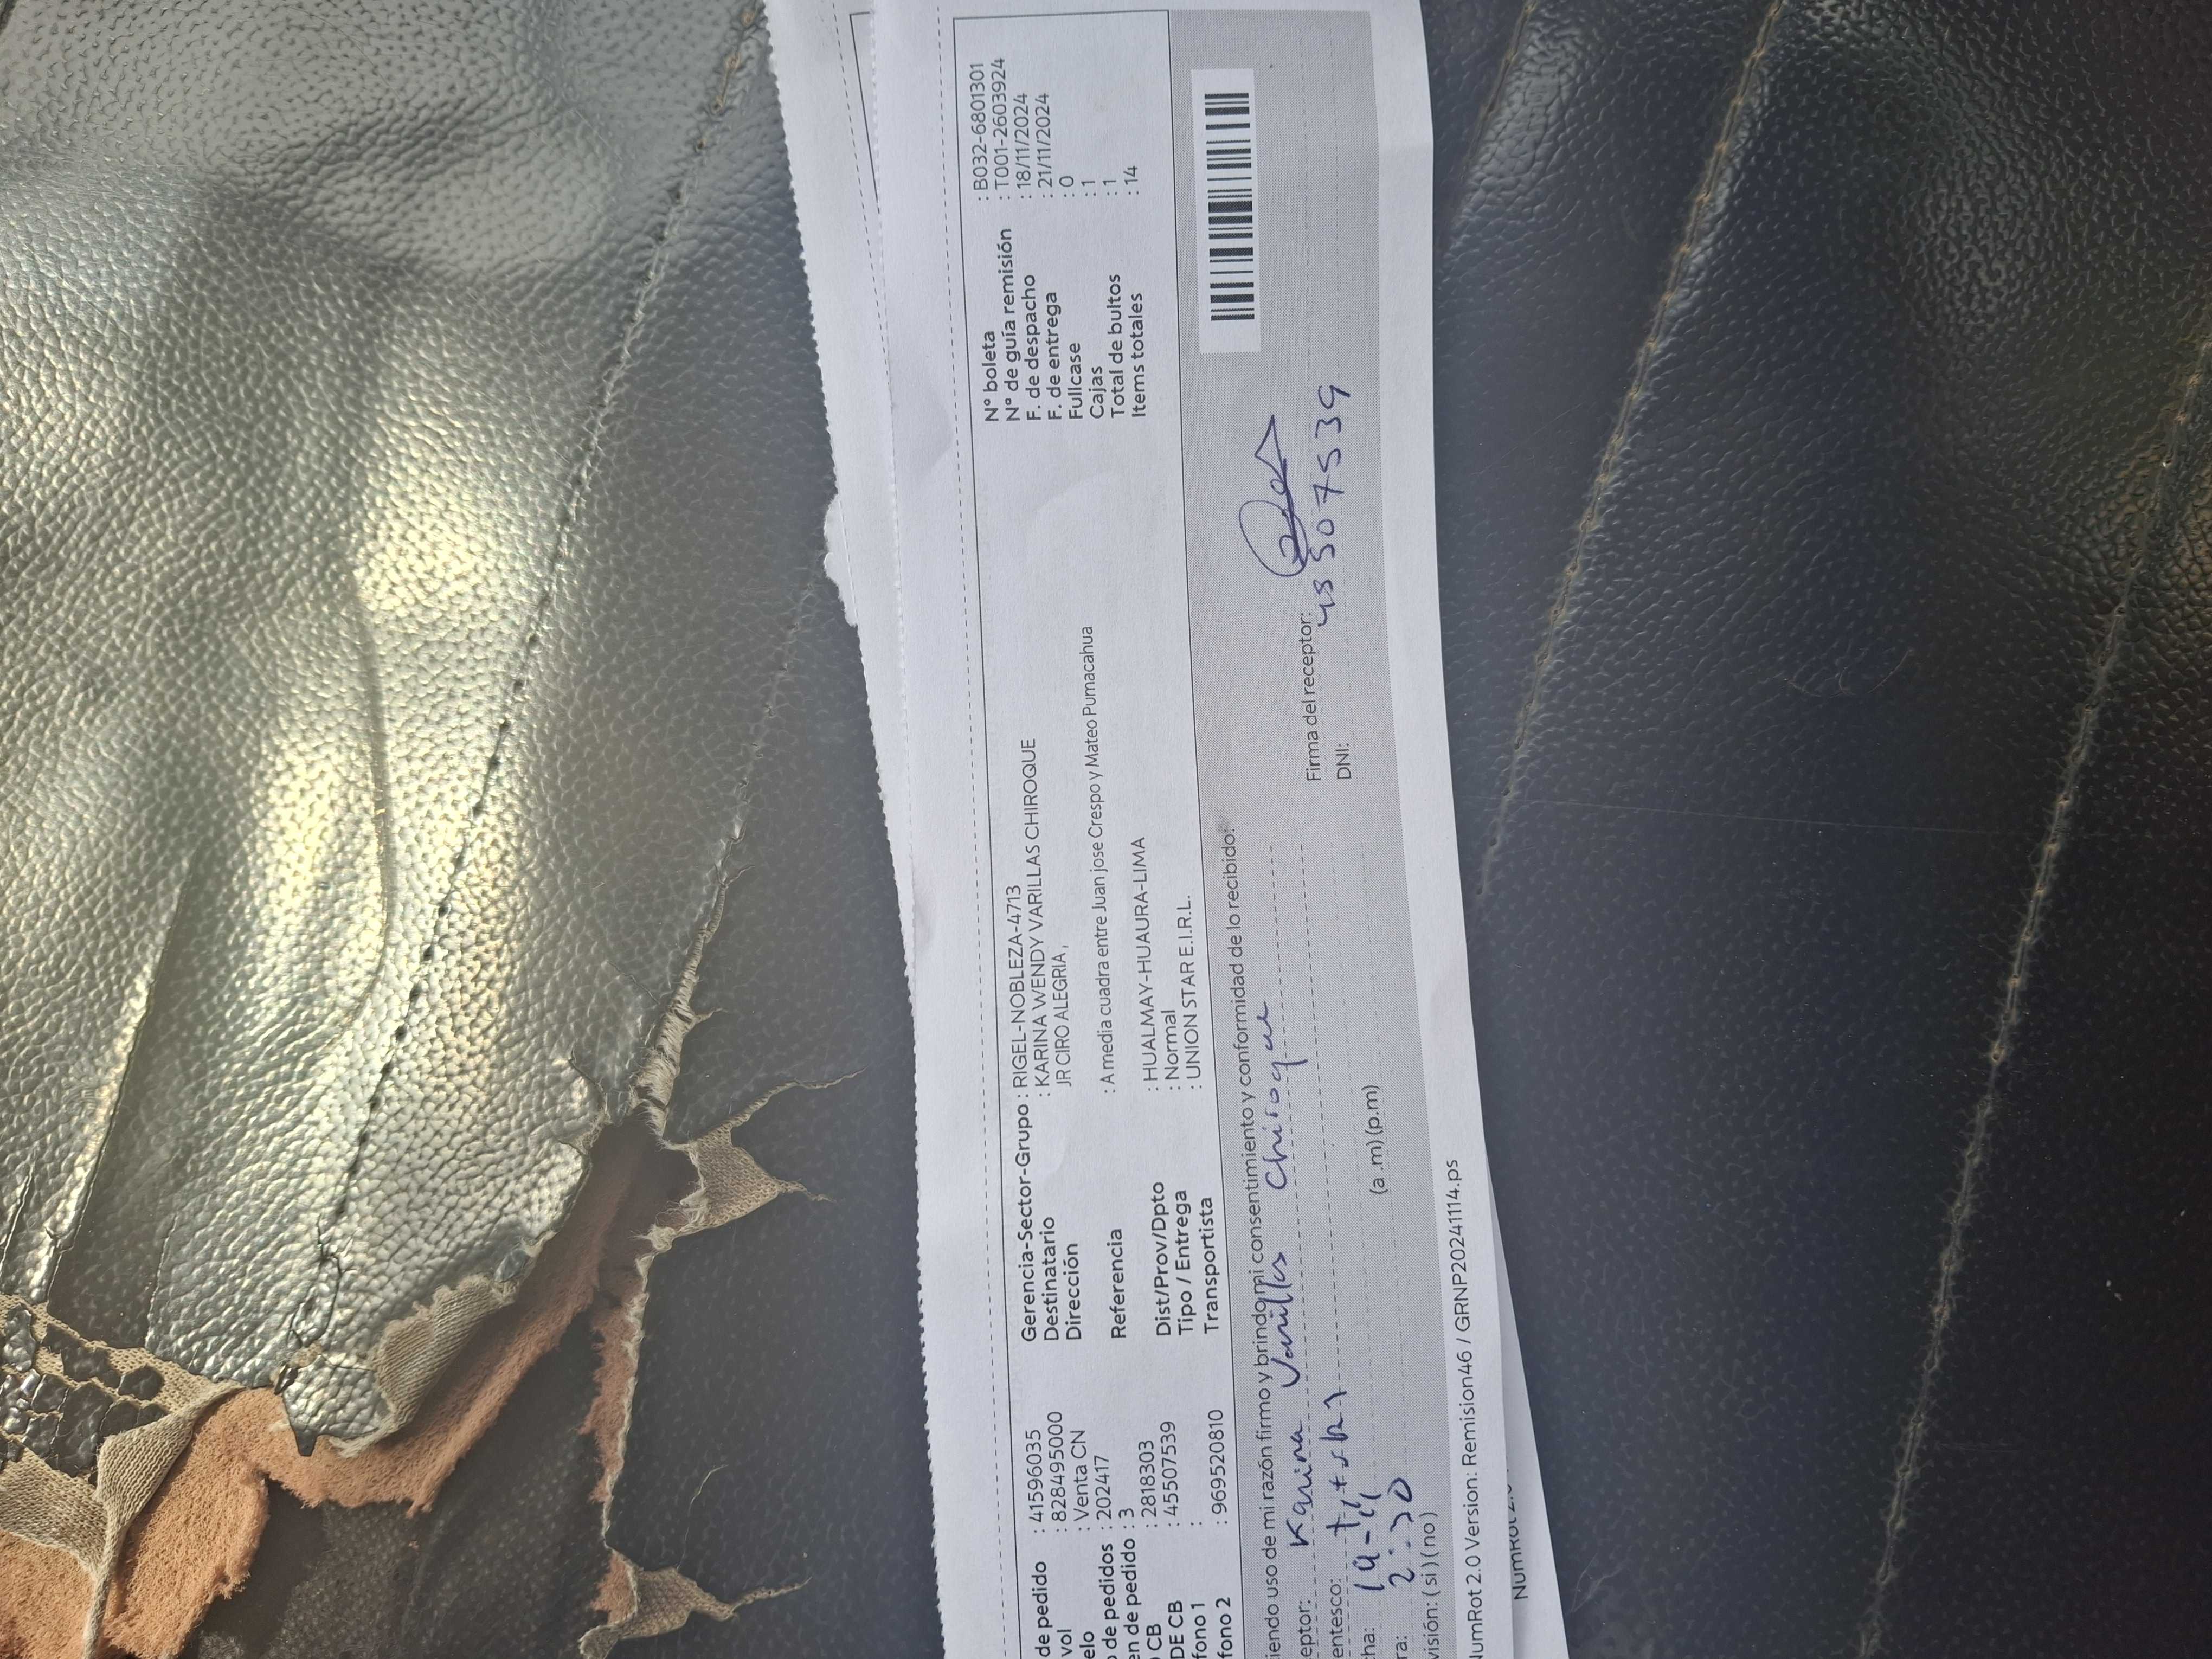 de pedido : 41596035
vol : 828495000
elo : Venta CN
de pedidos : 202417
en de pedido : 3
CB : 2818303
DE CB : 45507539
fono 1 :
fono 2 : 969520810
Gerencia-Sector-Grupo : RIGEL-NOBLEZA-4713
Destinatario : KARINA WENDY VARILLAS CHIROQUE
Dirección JR CIRO ALEGRIA ,
Referencia : A media cuadra entre Juan jose Crespo y Mateo Pumacahua
Dist/Prov/Dpto : HUALMAY-HUAURA-LIMA
Tipo / Entrega : Normal
Transportista : UNION STAR E.I.R.L.
N° boleta : B032-6801301
N° de guía remisión : T001-2603924
F. de despacho : 18/11/2024
F. de entrega : 21/11/2024
Fullcase : 0
Cajas : 1
Total de bultos : 1
Items totales : 14
iendo uso de mi razón firmo y brindo mi consentimiento y conformidad de lo recibido:
eptor: Karina Varillas Chiroque
entesco:
cha:
ra: (a.m) (p.m)
visión: ( si ) ( no )
Firma del receptor:
DNI: 45507539
NumRot 2.0 Version: Remision46 / GRNP20241114.ps